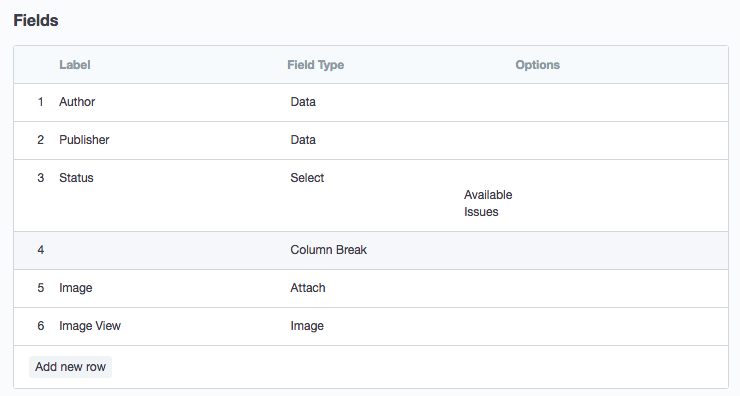 Fields
Label Field Type Options
1 Author Data
2 Publisher Data
3 Status Select
Available
Issues
4 Column Break
5 Image Attach
6 Image View Image
Add new row